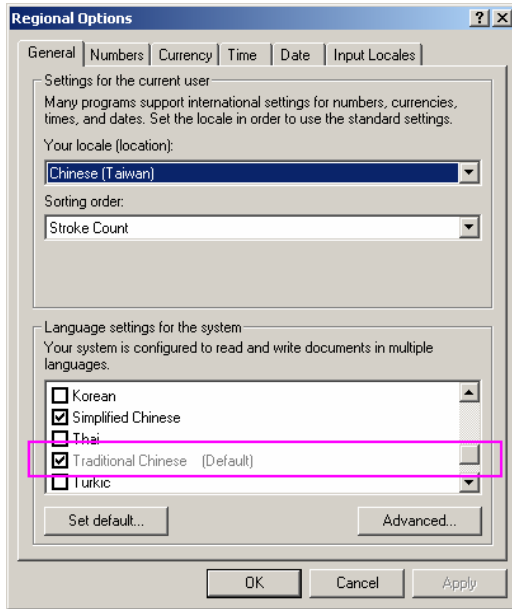 Regional Options
General
Numbers
Currency
Time
Date
Input Locales
Settings for the current user
Many programs support international settings for numbers, currencies,
times, and dates. Set the locale in order to use the standard settings.
Your locale (location):
Chinese (Taiwan)
Sorting order:
Stroke Count
Language settings for the system
Your system is configured to read and write documents in multiple
languages.
Korean
Simplified Chinese
Thai
Traditional Chinese (Default)
Turkic
Set default...
Advanced...
OK
Cancel
Apply